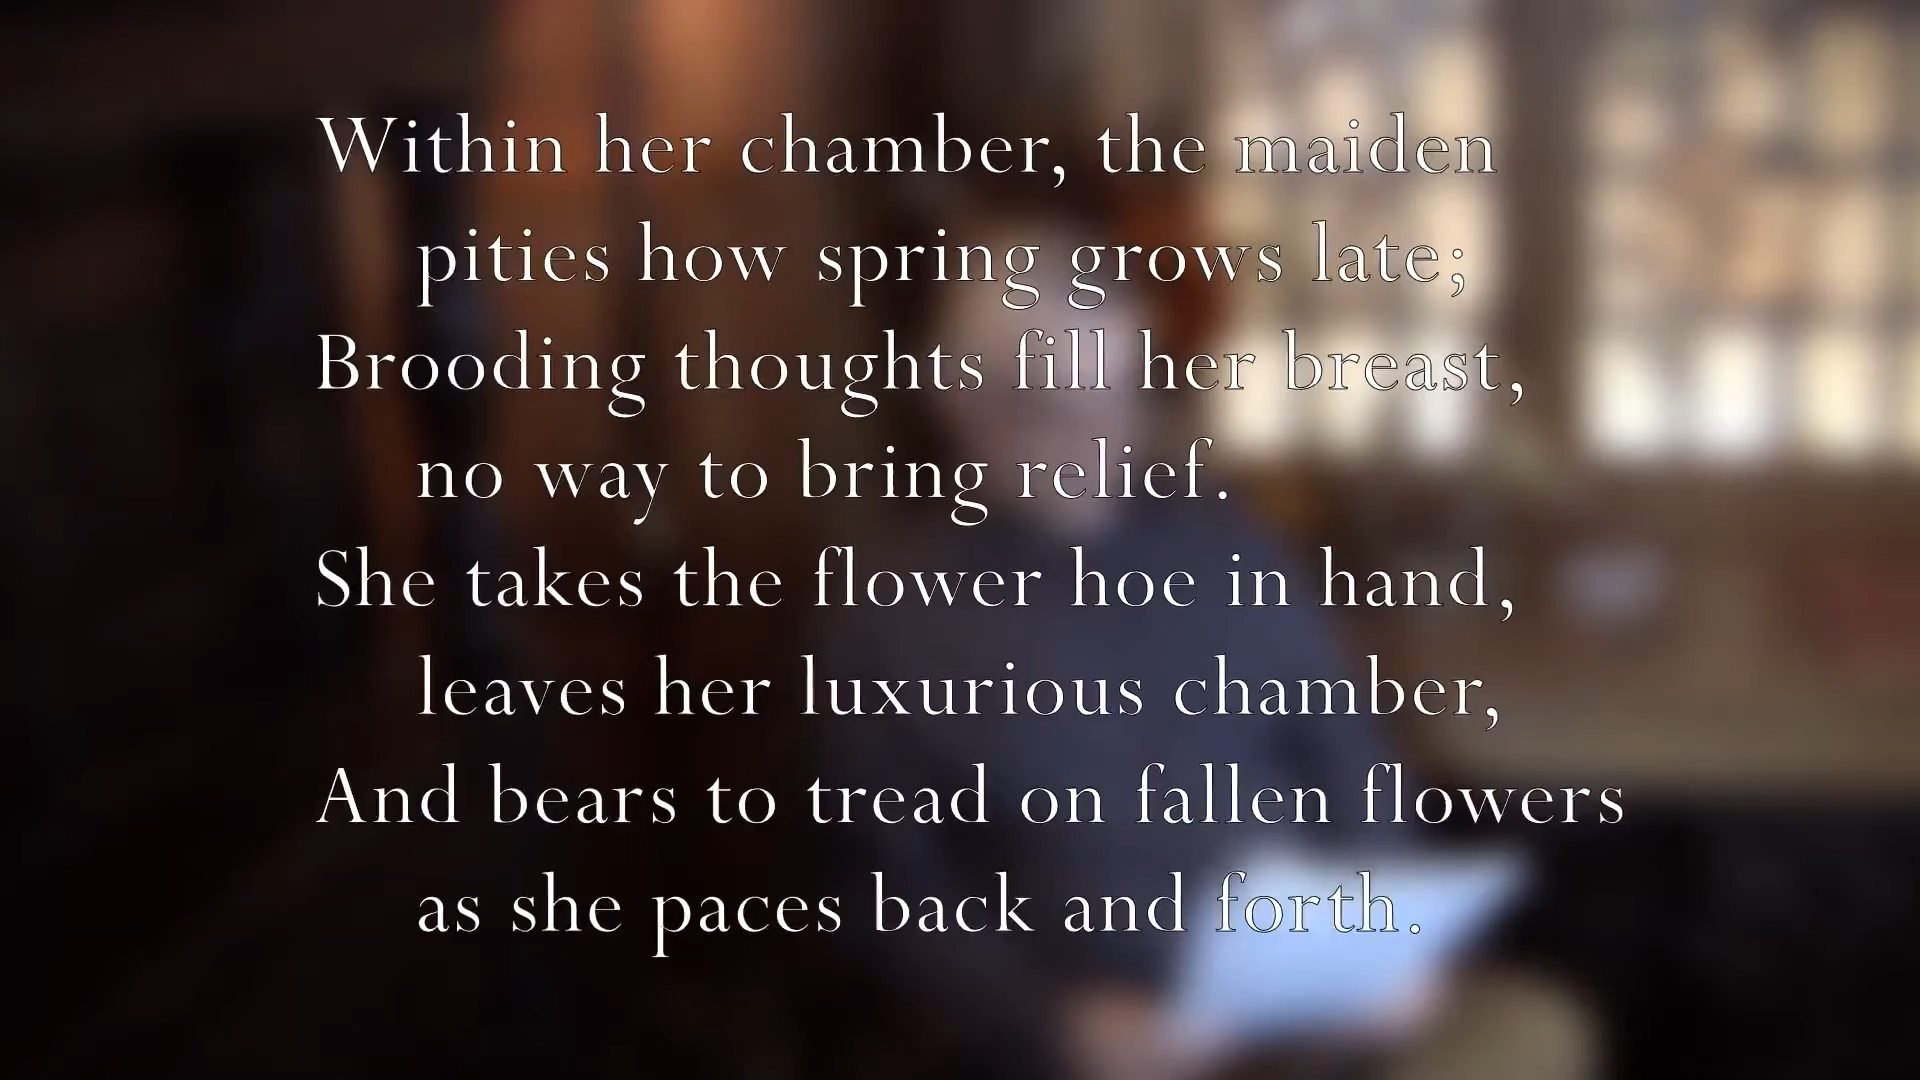 Within her chamber, the maiden
pities how spring grows late;
Brooding thoughts fill her breast,
no way to bring relief.
She takes the flower hoe in hand,
leaves her luxurious chamber,
And bears to tread on fallen flowers
as she paces back and forth.